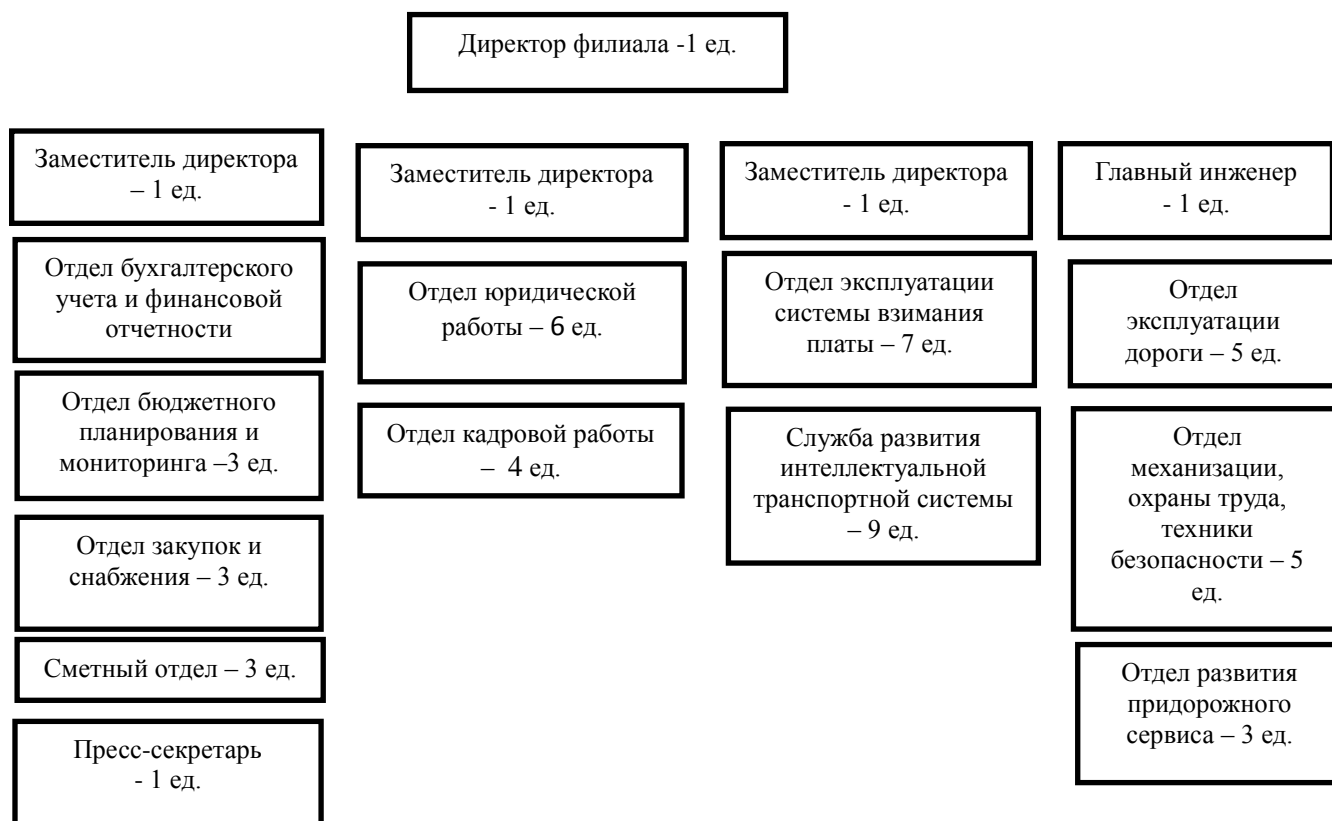 Директор филиала -1 ед.
Заместитель директора
– 1 ед.
Отдел бухгалтерского
учета и финансовой
отчетности
Отдел бюджетного
планирования и
мониторинга –3 ед.
Отдел закупок и
снабжения – 3 ед.
Сметный отдел – 3 ед.
Пресс-секретарь
- 1 ед.
Заместитель директора
- 1 ед.
Отдел юридической
работы – 6 ед.
Отдел кадровой работы
– 4 ед.
Заместитель директора
- 1 ед.
Отдел эксплуатации
системы взимания
платы – 7 ед.
Служба развития
интеллектуальной
транспортной системы
– 9 ед.
Главный инженер
- 1 ед.
Отдел
эксплуатации
дороги – 5 ед.
Отдел
механизации,
охраны труда,
техники
безопасности – 5
ед.
Отдел развития
придорожного
сервиса – 3 ед.